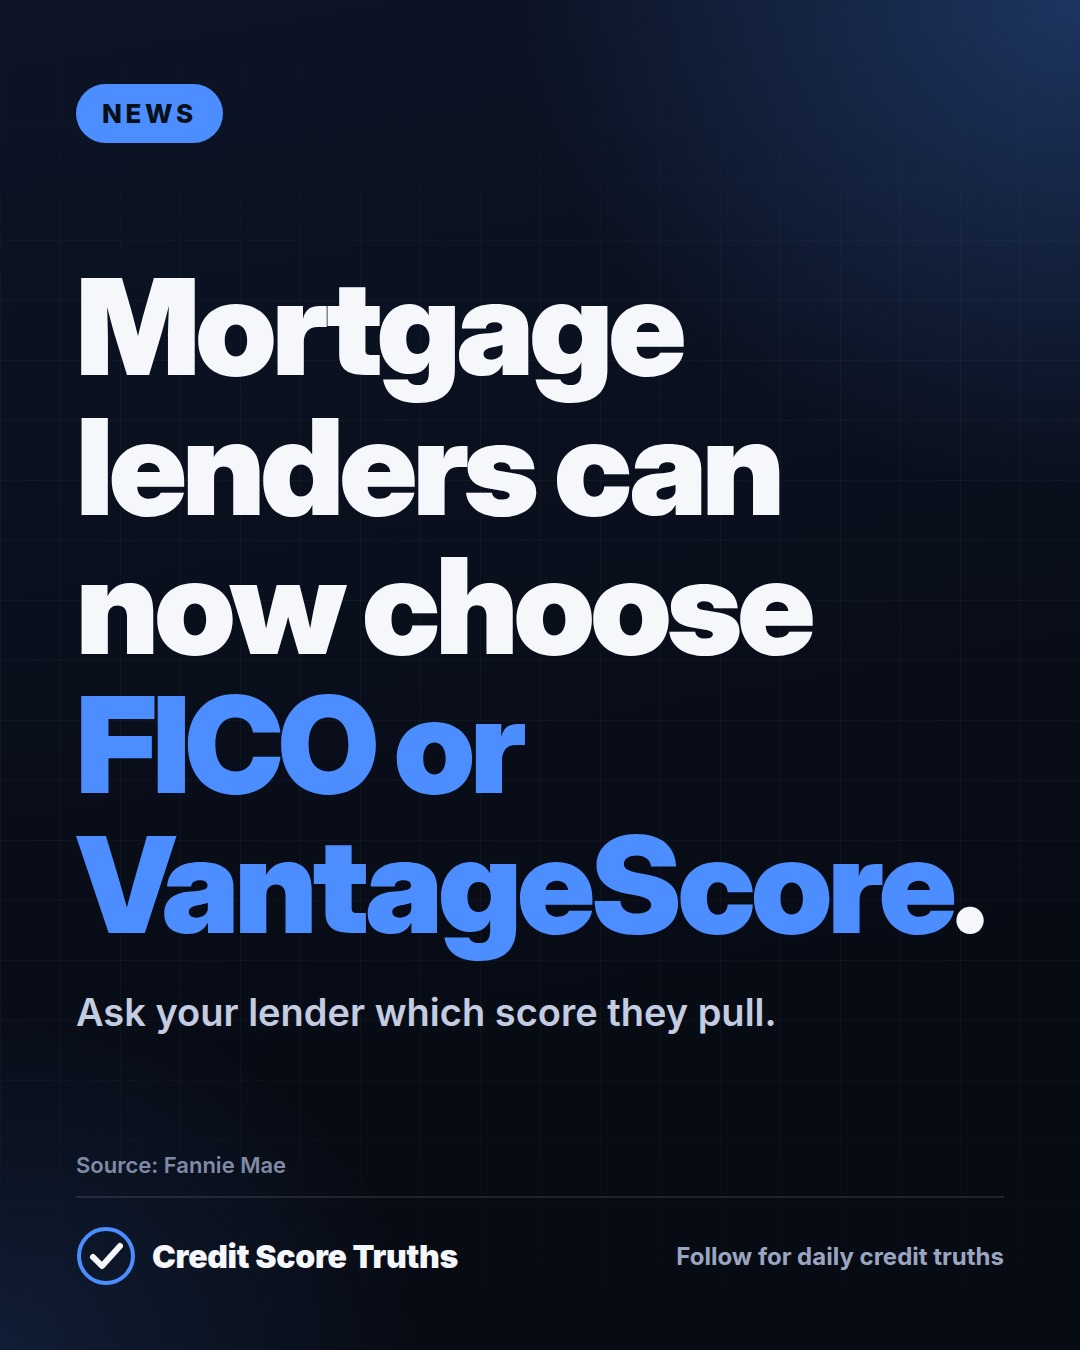 NEWS
Mortgage
lenders can
now choose
FICO or
VantageScore.
Ask your lender which score they pull.
Source: Fannie Mae
Credit Score Truths
Follow for daily credit truths